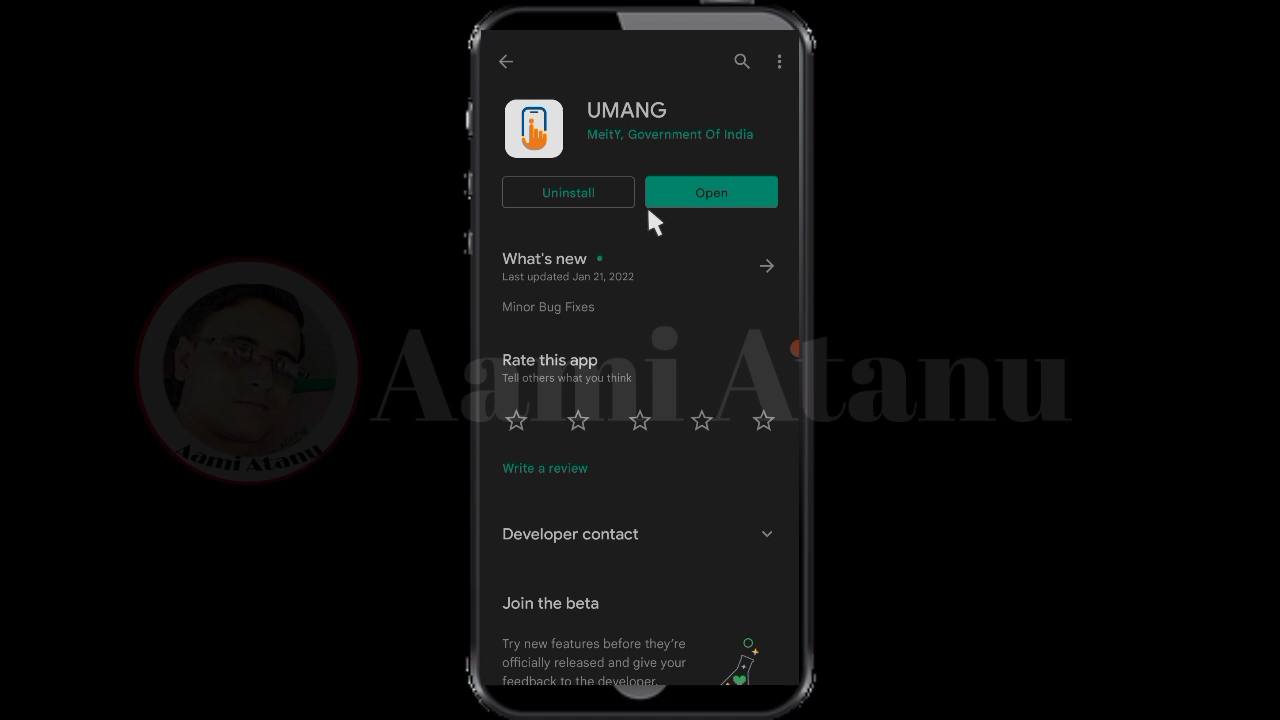 UMANG
MeitY, Government Of India
Uninstall
Open
What's new
Last updated Jan 21, 2022
Minor Bug Fixes
Rate this app
Tell others what you think
Aami Atanu
Aami Atanu
Write a review
Developer contact
Join the beta
Try new features before they're
officially released and give your
feedback to the developer.